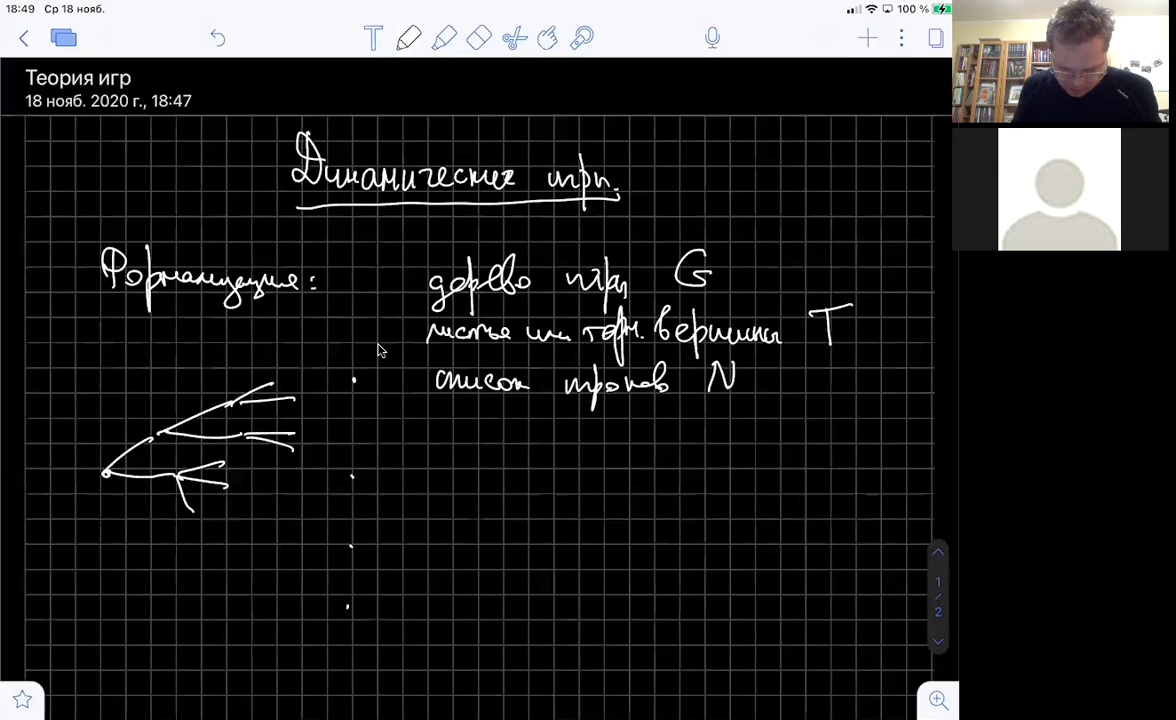 18:49 Ср 18 нояб.
100 %
Теория игр
18 нояб. 2020 г., 18:47
Динамические игры.
Формализация: дерево игры G
листья или терм. вершины T
список игроков N
1
/
2